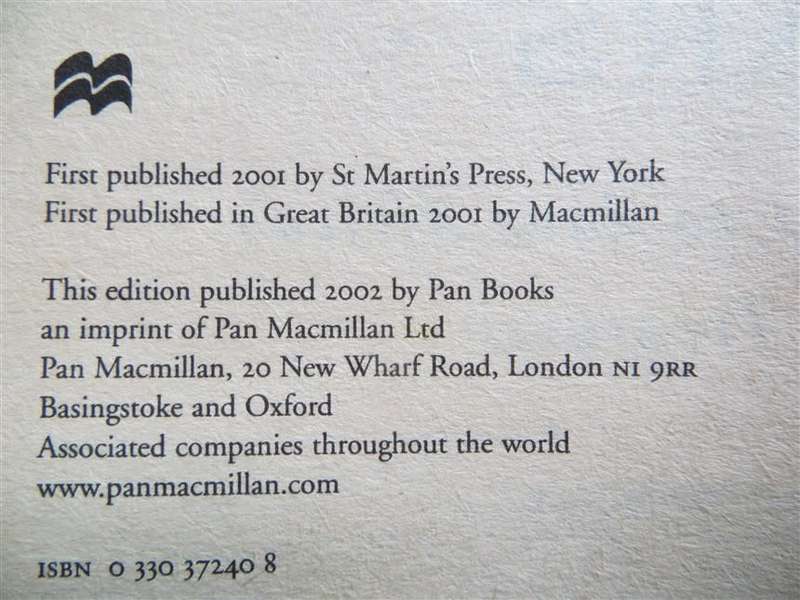 First published 2001 by St Martin's Press, New York
First published in Great Britain 2001 by Macmillan
This edition published 2002 by Pan Books
an imprint of Pan Macmillan Ltd
Pan Macmillan, 20 New Wharf Road, London N1 9RR
Basingstoke and Oxford
Associated companies throughout the world
www.panmacmillan.com
ISBN 0 330 37240 8